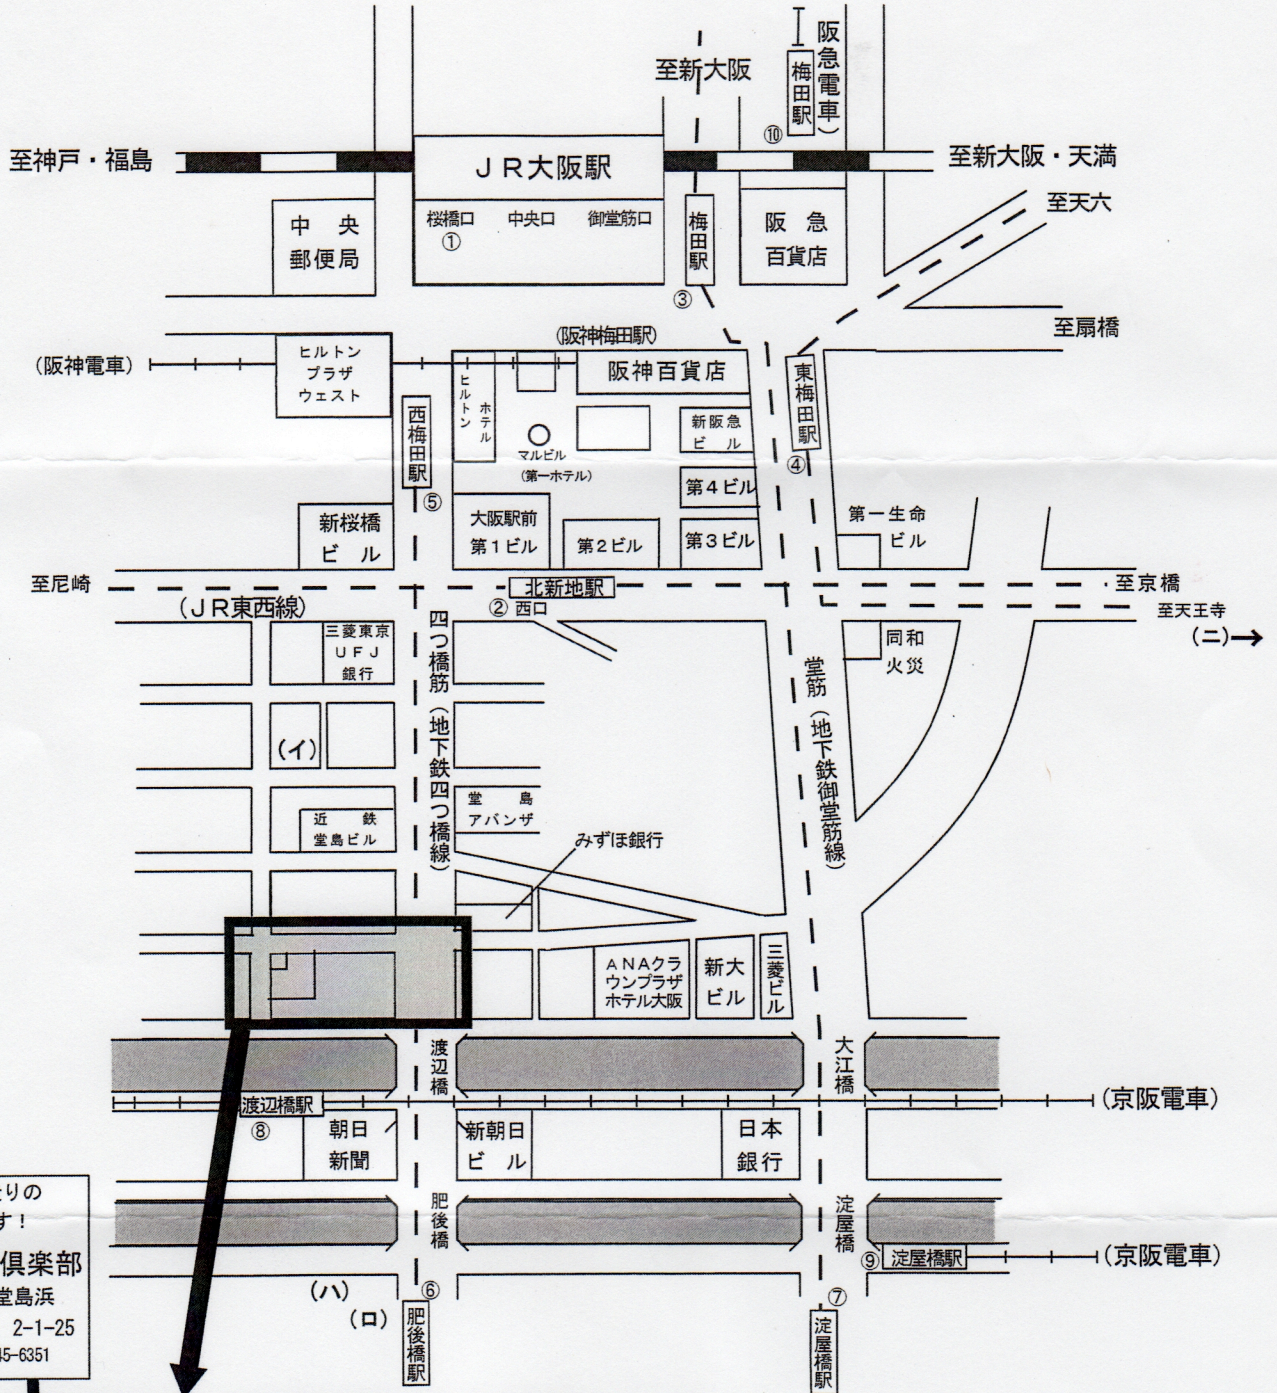 至新大阪
阪急電車）
梅田駅
⑩
至神戸・福島
ＪＲ大阪駅
至新大阪・天満
至天六
中央
郵便局
桜橋口 中央口 御堂筋口
①
梅田駅
③
阪急
百貨店
至扇橋
(阪神梅田駅)
(阪神電車)
ヒルトン
プラザ
ウェスト
阪神百貨店
ヒルトン
ホテル
西梅田駅
⑤
マルビル
(第一ホテル)
新阪急
ビル
東梅田駅
④
第４ビル
新桜橋
ビル
大阪駅前
第１ビル
第２ビル
第３ビル
第一生命
ビル
至尼崎
北新地駅
至京橋
(ＪＲ東西線)
② 西口
至天王寺
(ニ)→
三菱東京
ＵＦＪ
銀行
四つ橋筋（地下鉄四つ橋線）
同和
火災
堂筋（地下鉄御堂筋線）
(イ)
近鉄
堂島ビル
堂島
アバンザ
みずほ銀行
ＡＮＡクラ
ウンプラザ
ホテル大阪
新大
ビル
三菱ビル
渡辺橋
大江橋
渡辺橋駅
⑧
(京阪電車)
朝日
新聞
新朝日
ビル
日本
銀行
肥後橋
淀屋橋
⑨
淀屋橋駅
(京阪電車)
(ハ)
(ロ)
⑥
肥後橋駅
⑦
淀屋橋駅
りの
す！
倶楽部
堂島浜
2-1-25
45-6351